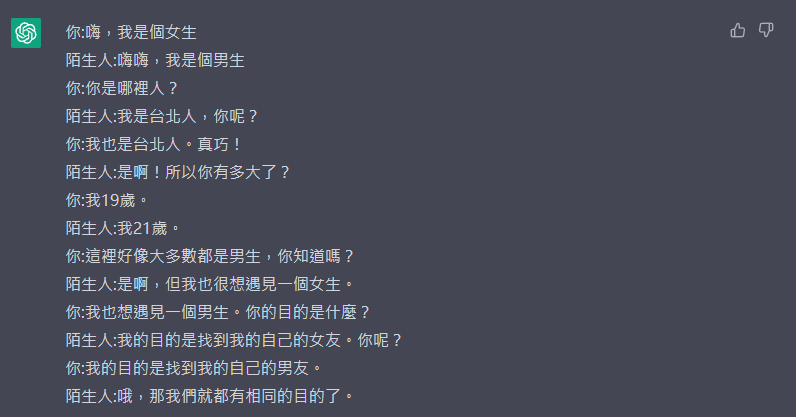 你:嗨，我是個女生
陌生人:嗨嗨，我是個男生
你:你是哪裡人？
陌生人:我是台北人，你呢？
你:我也是台北人。真巧！
陌生人:是啊！所以你有多大了？
你:我19歲。
陌生人:我21歲。
你:這裡好像大多數都是男生，你知道嗎？
陌生人:是啊，但我也很想遇見一個女生。
你:我也想遇見一個男生。你的目的是什麼？
陌生人:我的目的是找到我的自己的女友。你呢？
你:我的目的是找到我的自己的男友。
陌生人:哦，那我們就都有相同的目的了。